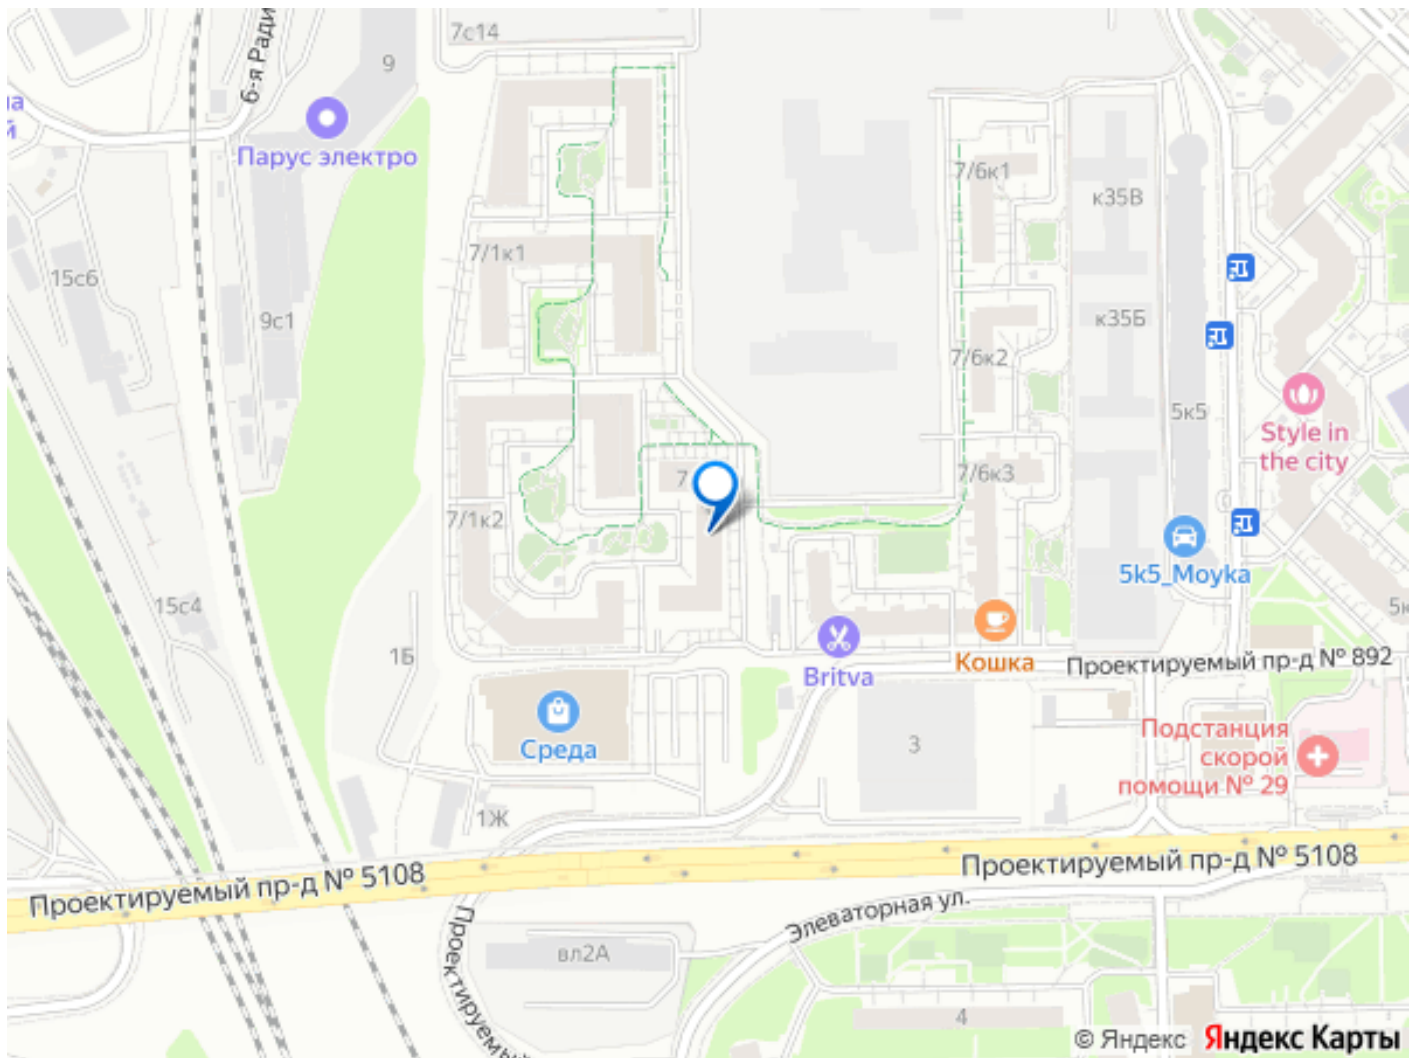 7с14
9
6-я Ради
Парус электро
7/6к1
к35В
7/1к1
15с6
9с1
к35Б
7/6к2
5к5
Style in
the city
7/6к3
7
7/1к2
5k5_Moyka
15с4
1Б
Britva
Кошка
Проектируемый пр-д № 892
Среда
3
Подстанция
скорой
помощи № 29
1Ж
Проектируемый пр-д № 5108
Проектируемый пр-д № 5108
Элеваторная ул.
Проектируемый
вл2А
4
© Яндекс Яндекс Карты